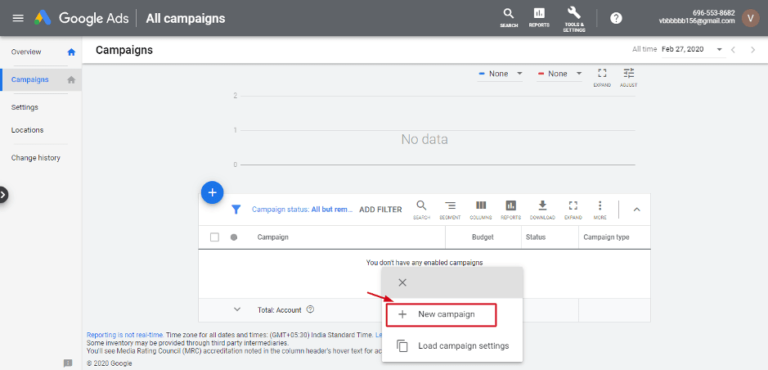 Google Ads All campaigns
SEARCH REPORTS TOOLS & SETTINGS
696-553-8682
vbbbbbb156@gmail.com V
Overview
Campaigns
Settings
Locations
Change history
Campaigns
All time Feb 27, 2020
None None EXPAND ADJUST
2
1
0
No data
Campaign status: All but rem... ADD FILTER SEARCH SEGMENT COLUMNS REPORTS DOWNLOAD EXPAND MORE
Campaign Budget Status Campaign type
You don't have any enabled campaigns
Total: Account
New campaign
Load campaign settings
Reporting is not real-time. Time zone for all dates and times: (GMT+05:30) India Standard Time. Le
Some inventory may be provided through third party intermediaries.
You'll see Media Rating Council (MRC) accreditation noted in the column header's hover text for ac
© 2020 Google